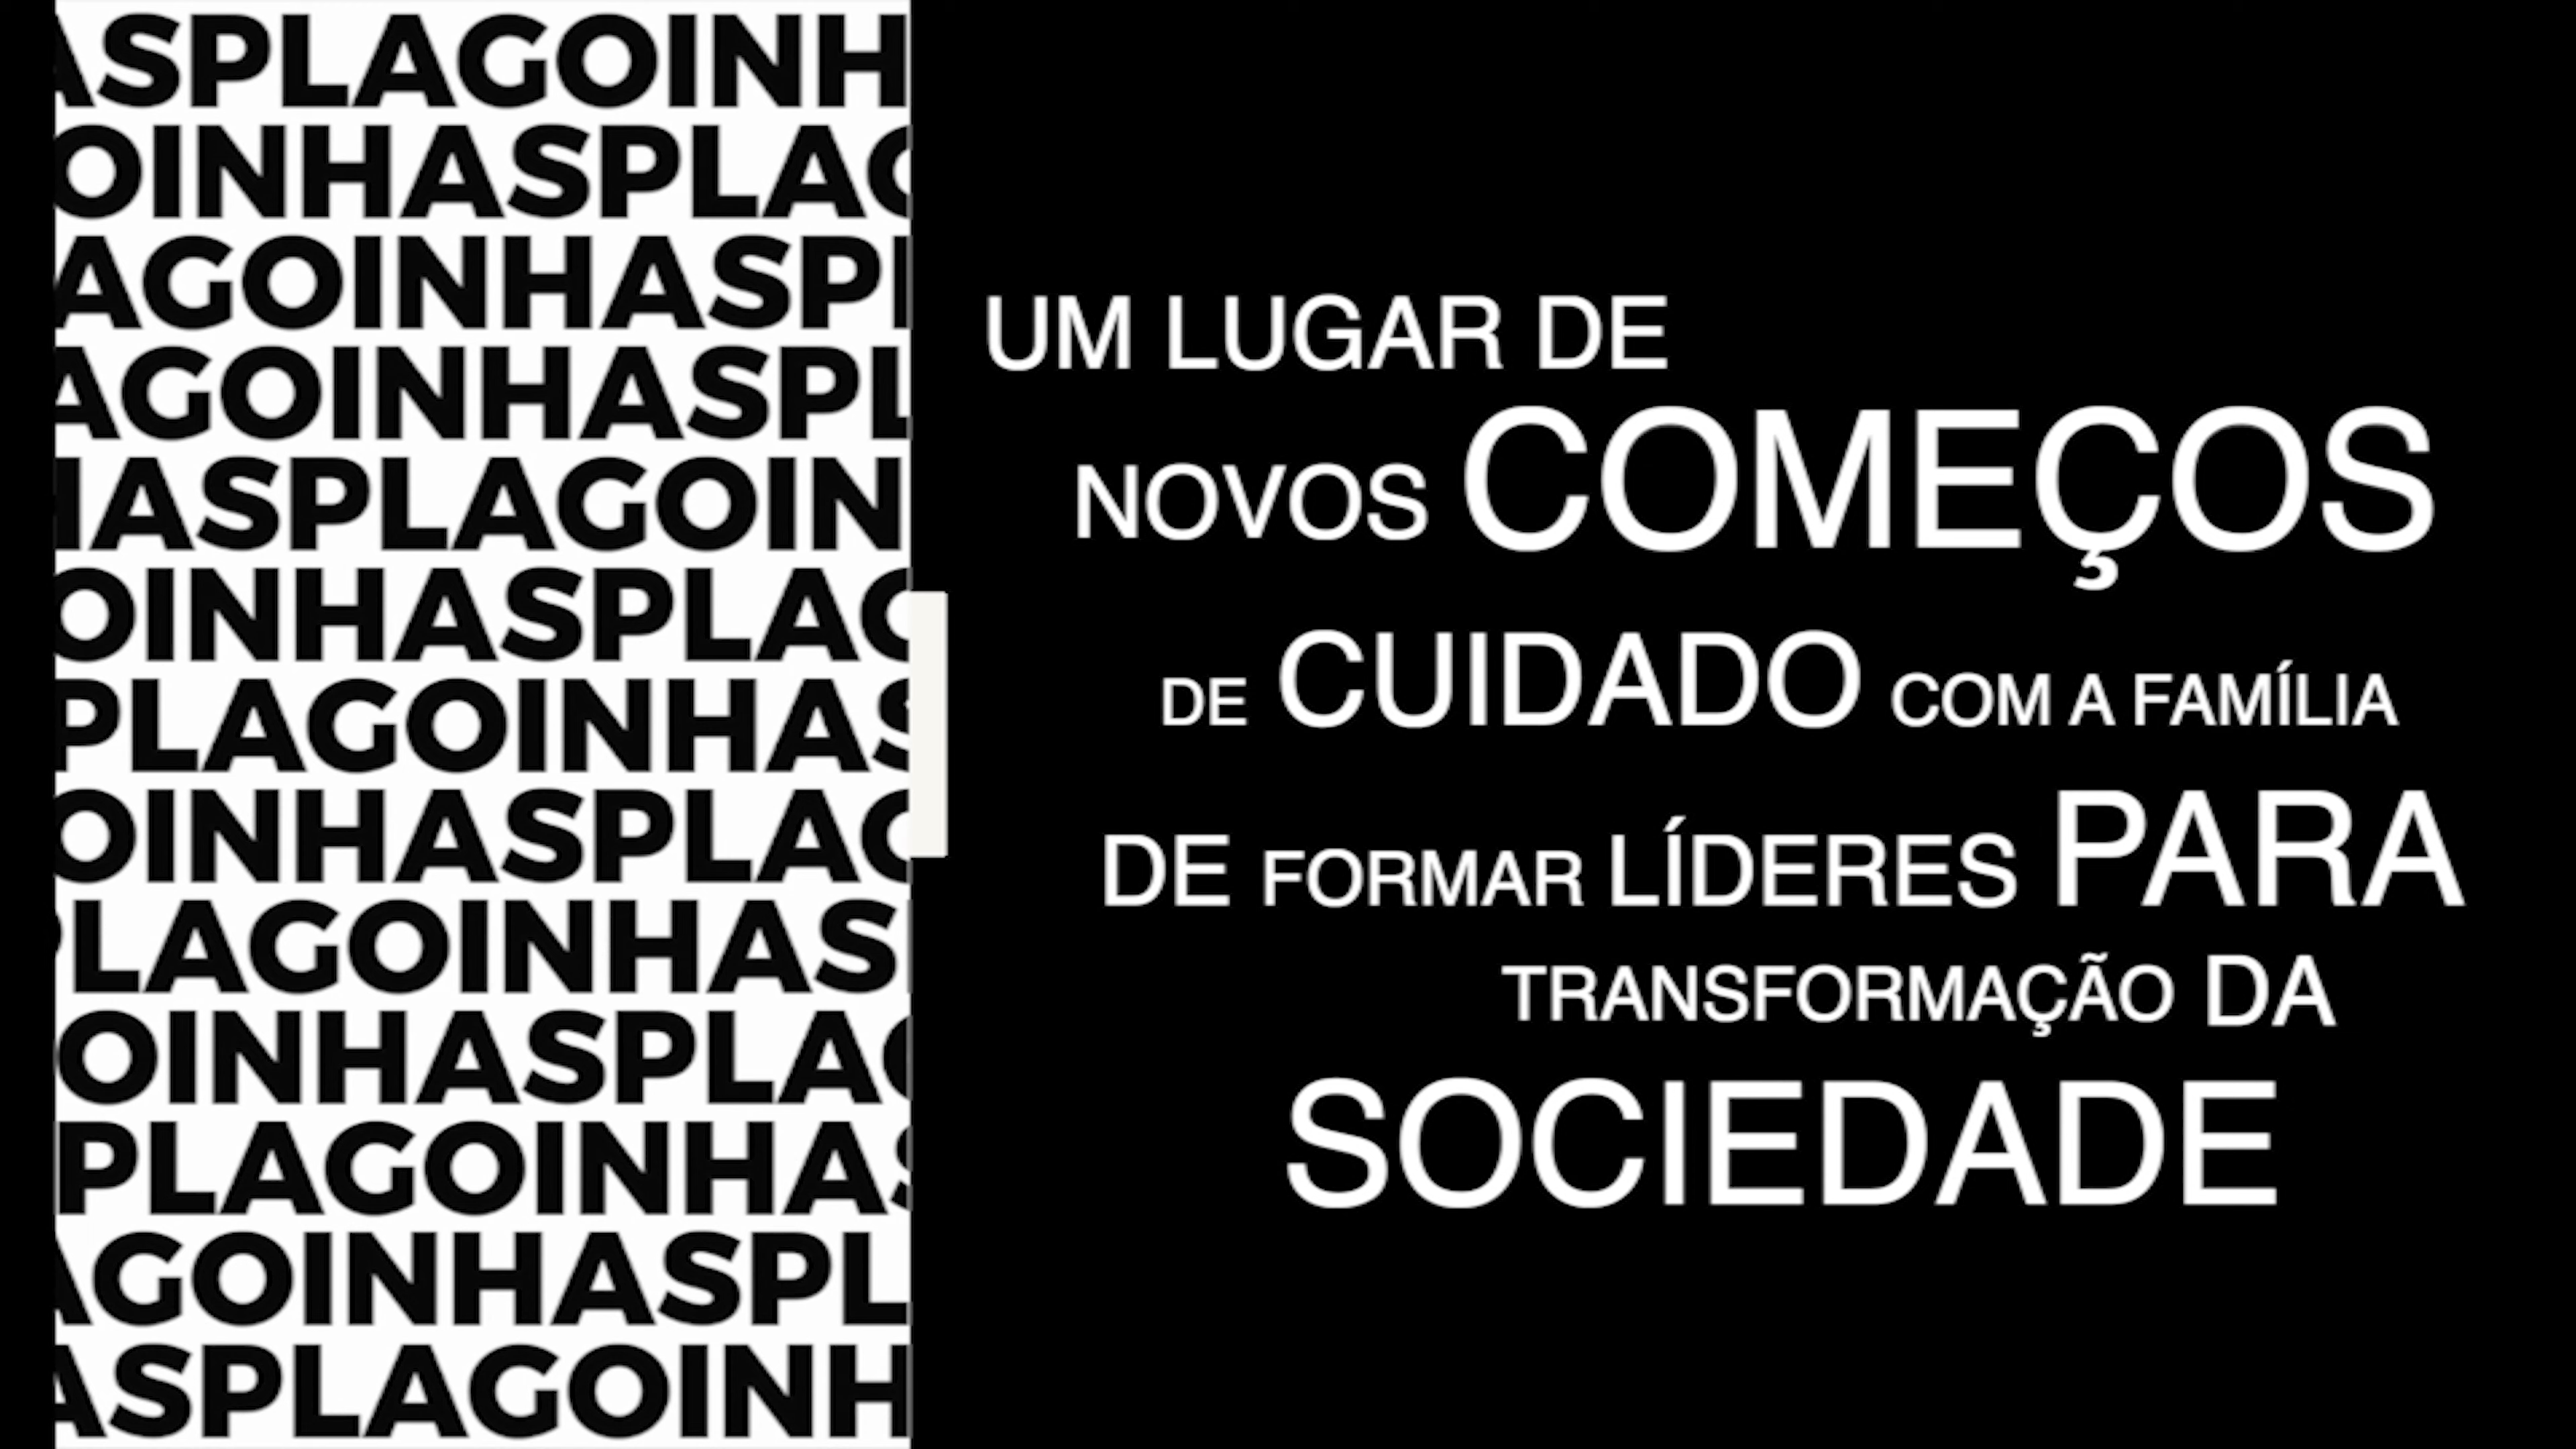 ASPLAGOINH
OINHASPLAG
AGOINHASP
AGOINHASPL
HASPLAGOIN
OINHASPLAG
PLAGOINHAS
OINHASPLAG
PLAGOINHAS
OINHASPLAG
PLAGOINHAS
AGOINHASPL
ASPLAGOINH
UM LUGAR DE
NOVOS COMEÇOS
DE CUIDADO COM A FAMÍLIA
DE FORMAR LÍDERES PARA
TRANSFORMAÇÃO DA
SOCIEDADE